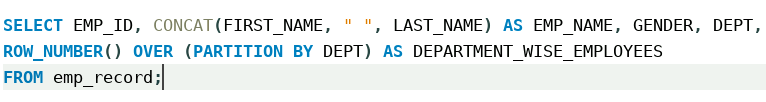 SELECT EMP_ID, CONCAT(FIRST_NAME, " ", LAST_NAME) AS EMP_NAME, GENDER, DEPT,
ROW_NUMBER() OVER (PARTITION BY DEPT) AS DEPARTMENT_WISE_EMPLOYEES
FROM emp_record;